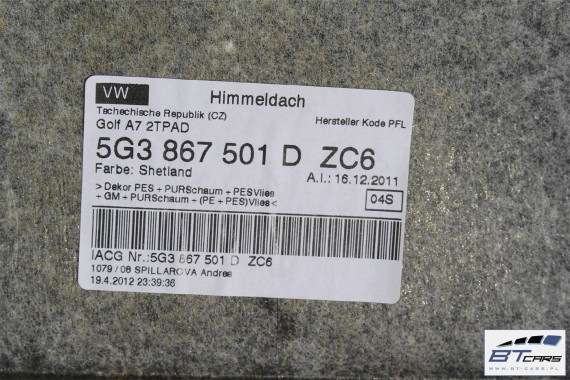 VW
Himmeldach
Tschechische Republik (CZ)
Hersteller Kode PFL
Golf A7 2TPAD
5G3 867 501 D ZC6
Farbe: Shetland
A.I.: 16.12.2011
> Dekor PES + PURSchaum + PESVlies
+ GM + PURSchaum + (PE + PES)Vlies <
04S
IACG Nr.:5G3 867 501 D ZC6
1079 / 08 SPILLAROVA Andrea
19.4.2012 23:39:36
BTCARS
WWW.BT-CARS.PL